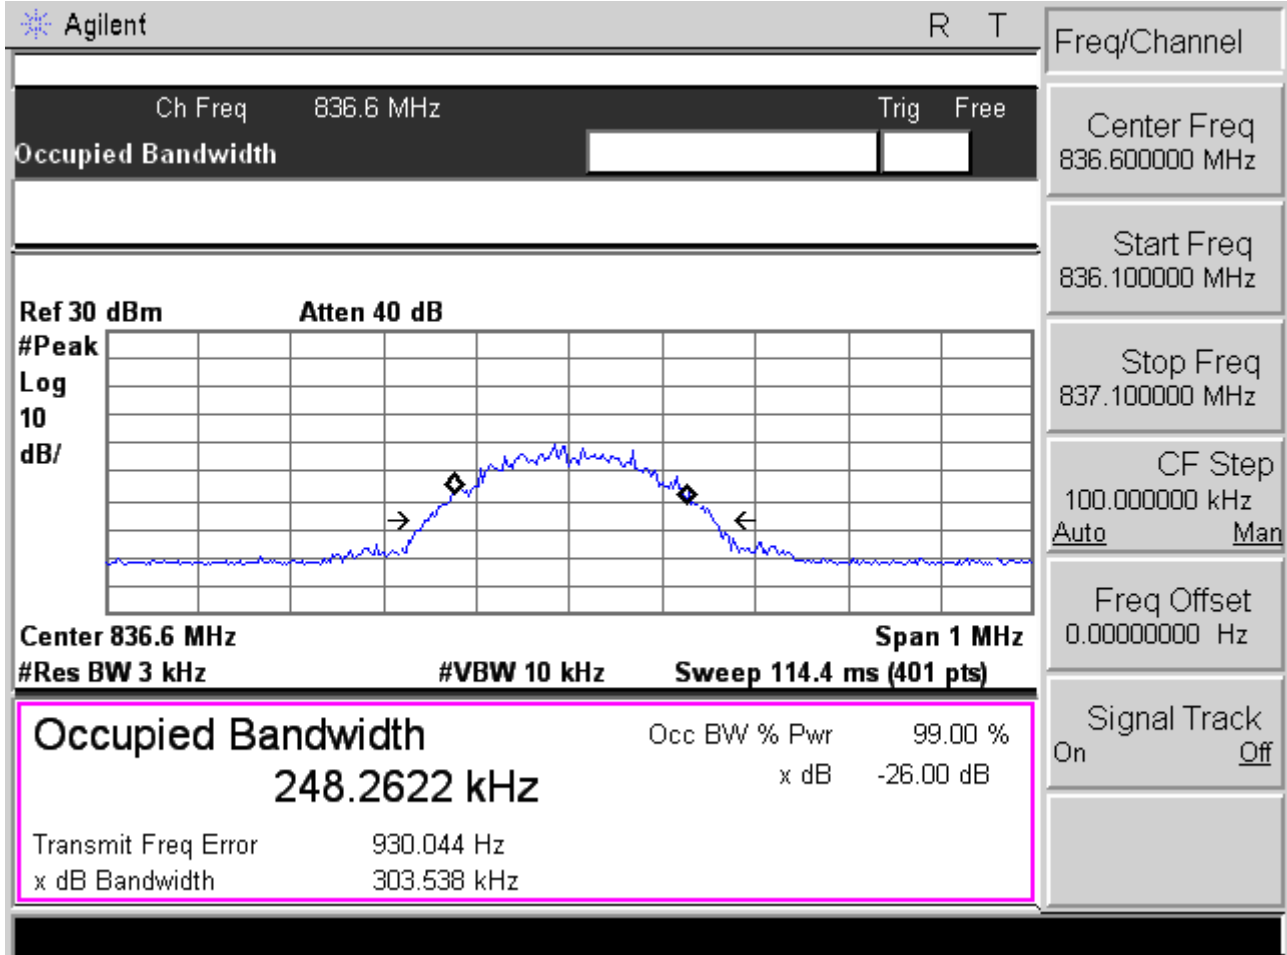 Agilent R T
Freq/Channel
Ch Freq 836.6 MHz Trig Free
Occupied Bandwidth
Center Freq
836.600000 MHz
Start Freq
836.100000 MHz
Stop Freq
837.100000 MHz
CF Step
100.000000 kHz
Auto Man
Freq Offset
0.00000000 Hz
Signal Track
On Off
Ref 30 dBm Atten 40 dB
#Peak
Log
10
dB/
Center 836.6 MHz Span 1 MHz
#Res BW 3 kHz #VBW 10 kHz Sweep 114.4 ms (401 pts)
Occupied Bandwidth
248.2622 kHz
Occ BW % Pwr 99.00 %
x dB -26.00 dB
Transmit Freq Error 930.044 Hz
x dB Bandwidth 303.538 kHz